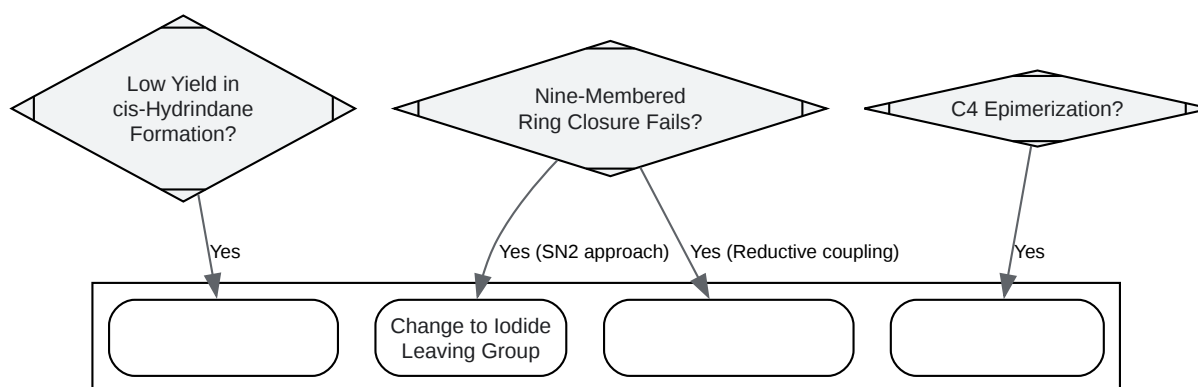 Low Yield in
cis-Hydrindane
Formation?
Nine-Membered
Ring Closure Fails?
C4 Epimerization?
Yes
Yes (SN2 approach)
Yes (Reductive coupling)
Yes
Change to Iodide
Leaving Group